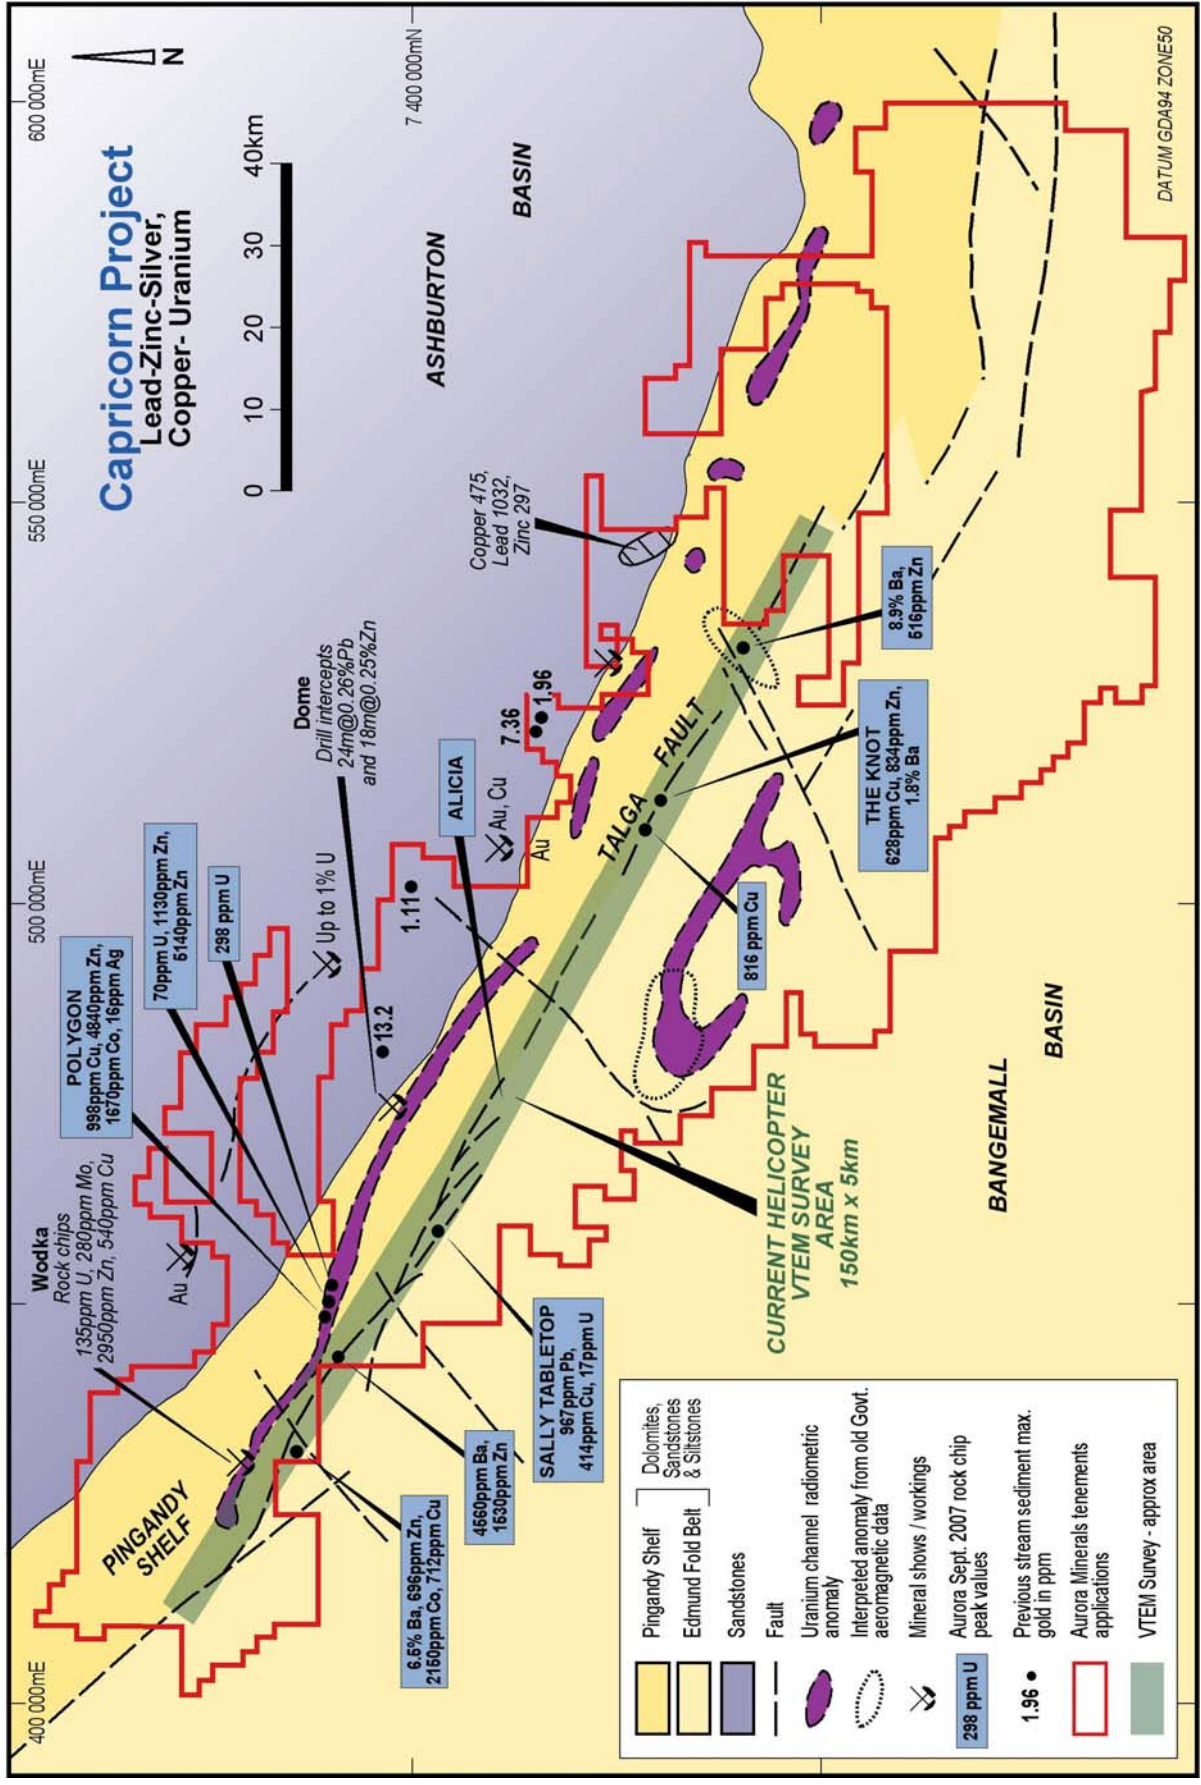 400 000mE
500 000mE
550 000mE
600 000mE
7 400 000mN
N
Capricorn Project
Lead-Zinc-Silver,
Copper- Uranium
0
10
20
30
40km
Wodka
Rock chips
135ppm U, 280ppm Mo,
2950ppm Zn, 540ppm Cu
POLYGON
998ppm Cu, 4840ppm Zn,
1670ppm Co, 16ppm Ag
70ppm U, 1130ppm Zn,
5140ppm Zn
298 ppm U
Au
Up to 1% U
Dome
Drill intercepts
24m@0.26%Pb
and 18m@0.25%Zn
Copper 475,
Lead 1032,
Zinc 297
ASHBURTON
BASIN
13.2
1.11
Au, Cu
Au
7.36
1.96
ALICIA
PINGANDY
SHELF
TALGA
FAULT
6.6% Ba, 696ppm Zn,
2150ppm Co, 712ppm Cu
4560ppm Ba,
1530ppm Zn
SALLY TABLETOP
967ppm Pb,
414ppm Cu, 17ppm U
CURRENT HELICOPTER
VTEM SURVEY
AREA
150km x 5km
816 ppm Cu
THE KNOT
628ppm Cu, 834ppm Zn,
1.8% Ba
8.9% Ba,
516ppm Zn
BANGEMALL
BASIN
Pingandy Shelf
Edmund Fold Belt
Dolomites,
Sandstones
& Siltstones
Sandstones
Fault
Uranium channel radiometric
anomaly
Interpreted anomaly from old Govt.
aeromagnetic data
Mineral shows / workings
298 ppm U
Aurora Sept. 2007 rock chip
peak values
1.96
Previous stream sediment max.
gold in ppm
Aurora Minerals tenements
applications
VTEM Survey - approx area
DATUM GDA94 ZONE50